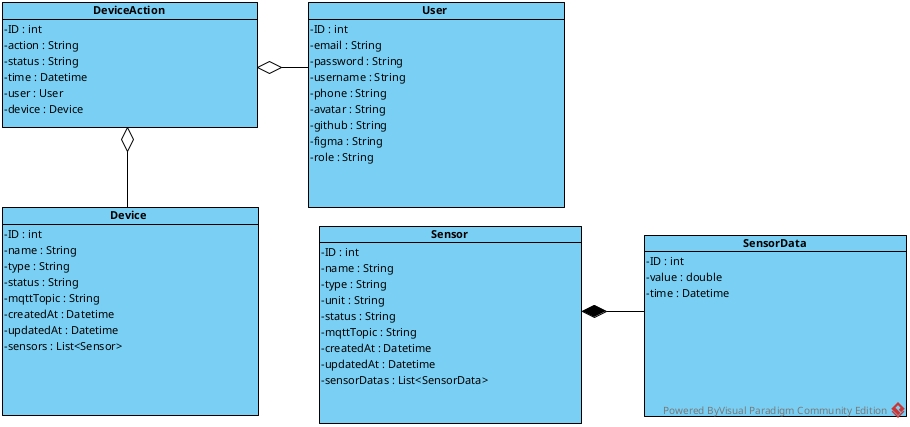 DeviceAction
-ID : int
-action : String
-status : String
-time : Datetime
-user : User
-device : Device
User
-ID : int
-email : String
-password : String
-username : String
-phone : String
-avatar : String
-github : String
-figma : String
-role : String
Device
-ID : int
-name : String
-type : String
-status : String
-mqttTopic : String
-createdAt : Datetime
-updatedAt : Datetime
-sensors : List<Sensor>
Sensor
-ID : int
-name : String
-type : String
-unit : String
-status : String
-mqttTopic : String
-createdAt : Datetime
-updatedAt : Datetime
-sensorDatas : List<SensorData>
SensorData
-ID : int
-value : double
-time : Datetime
Powered ByVisual Paradigm Community Edition